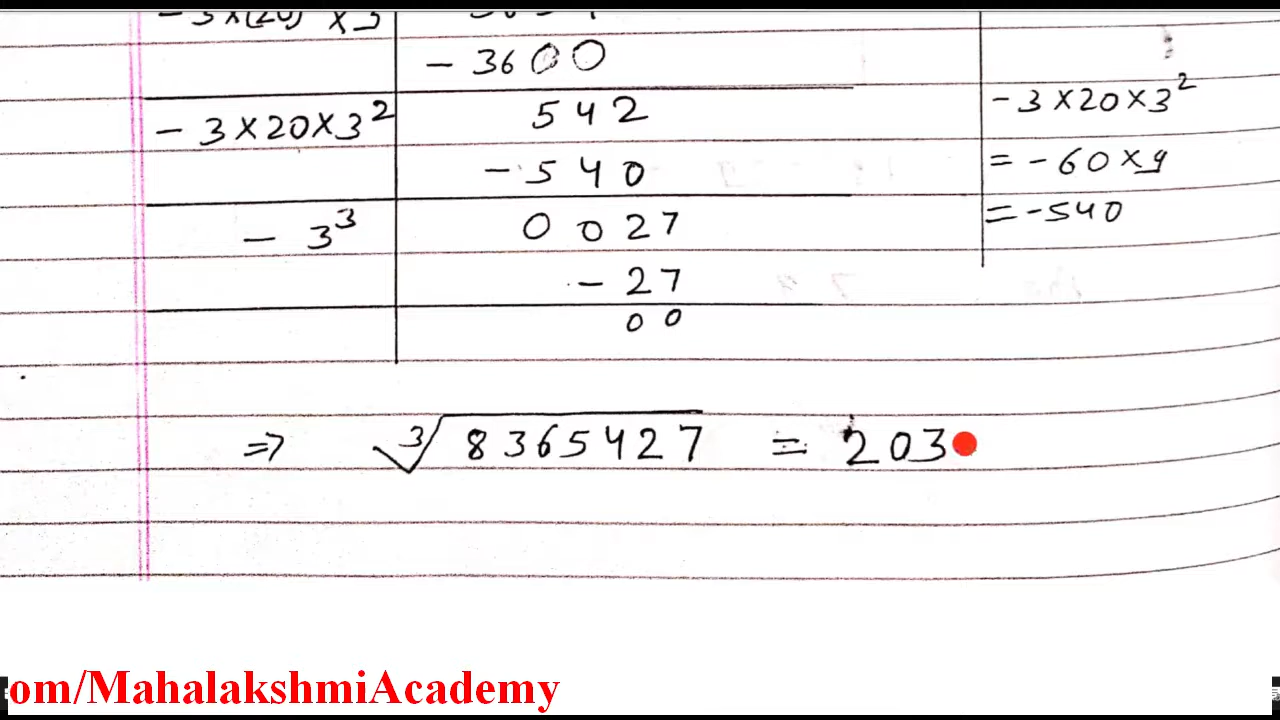 - 3600
- 3×20×3² 542 - 3×20×3²
- 540 = - 60×9
- 3³ 0027 = -540
- 27
00
⇒ ∛8365427 = 203
om/MahalakshmiAcademy